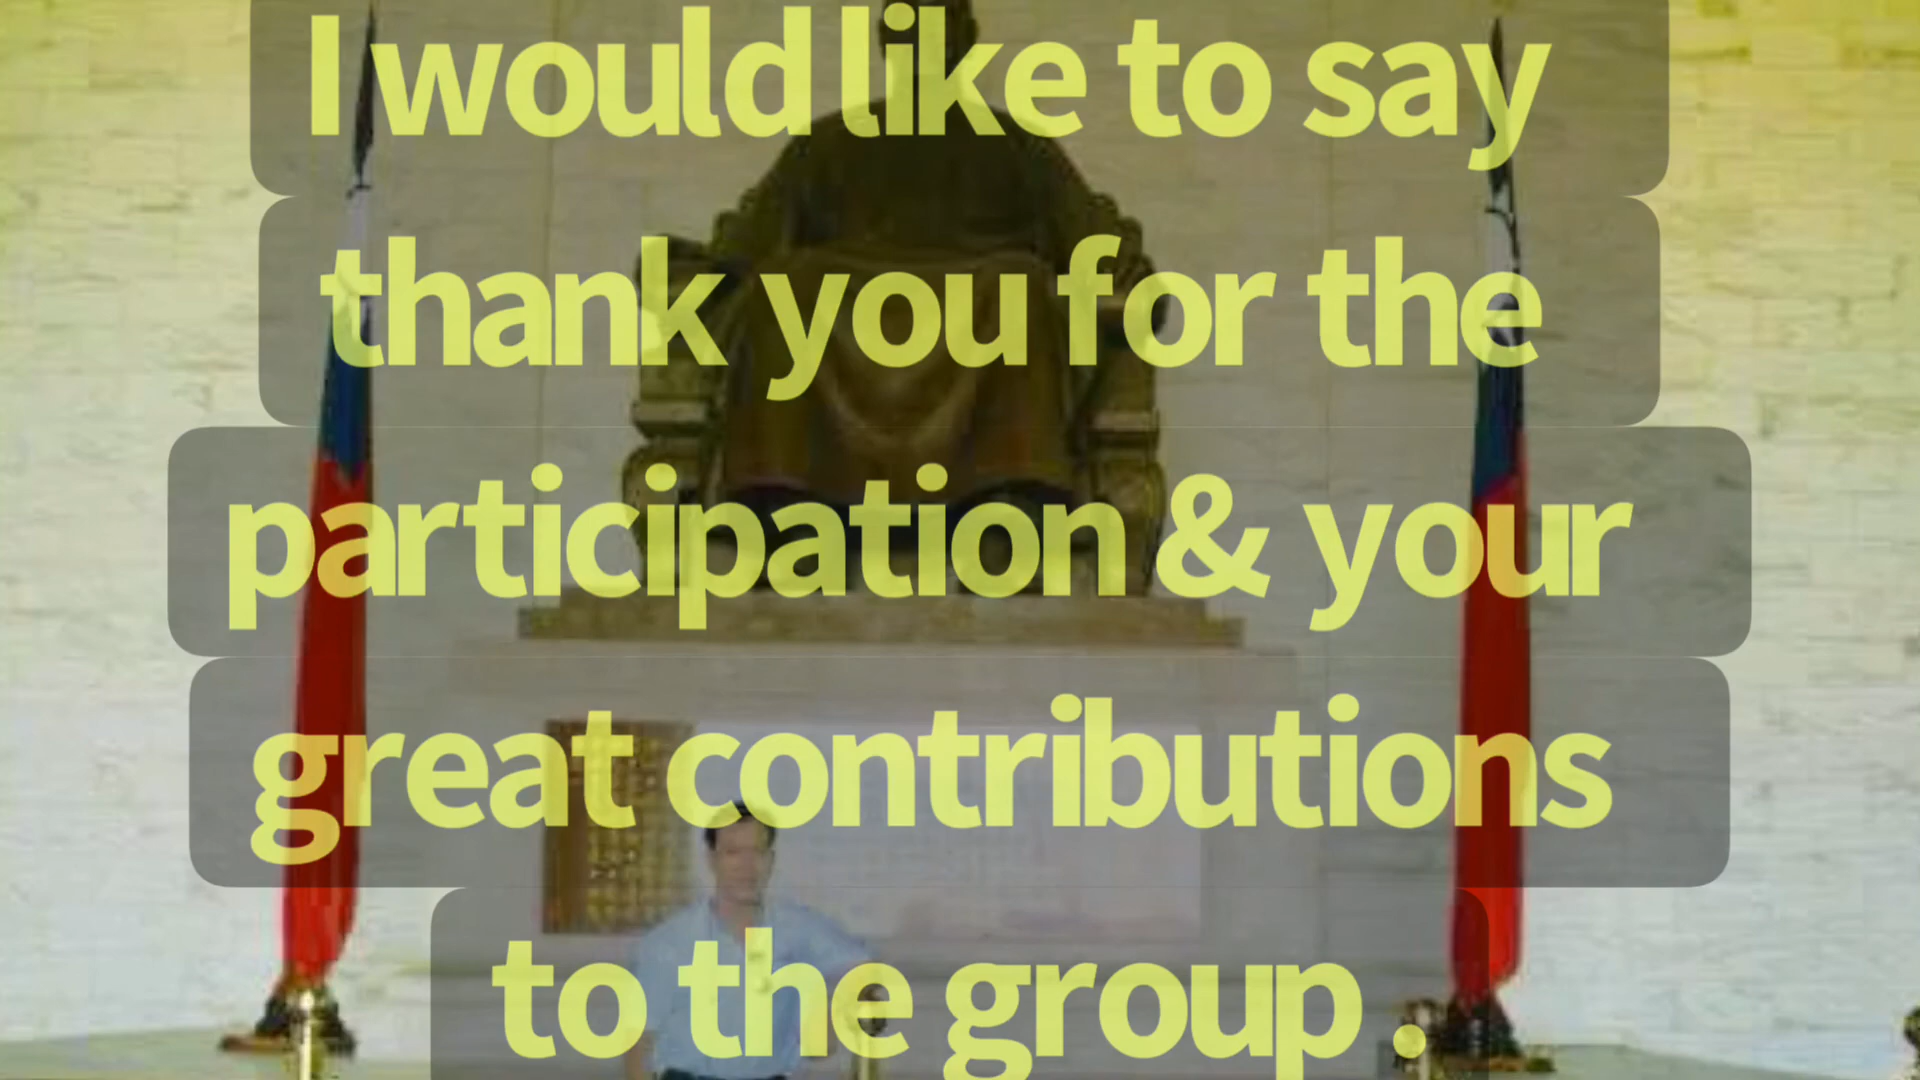 I would like to say
thank you for the
participation & your
great contributions
to the group .